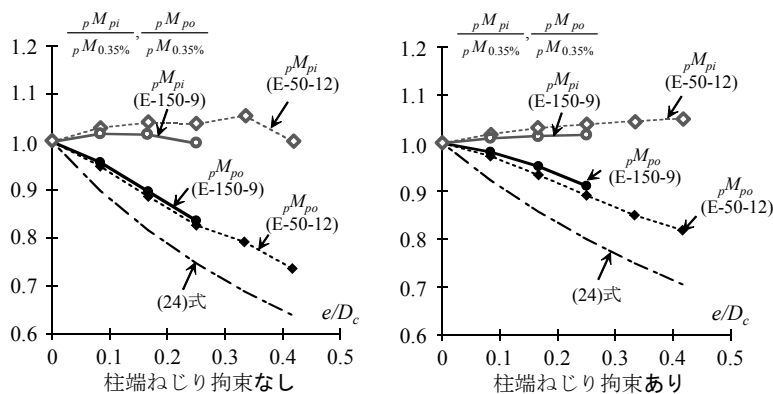 pMpi/pM0.35%, pMpo/pM0.35%
1.2
1.1
1.0
0.9
0.8
0.7
0.6
pMpi
(E-150-9)
pMpi
(E-50-12)
pMpo
(E-150-9)
pMpo
(E-50-12)
(24)式
e/Dc
0 0.1 0.2 0.3 0.4 0.5
柱端ねじり拘束なし
pMpi/pM0.35%, pMpo/pM0.35%
1.2
1.1
1.0
0.9
0.8
0.7
0.6
pMpi
(E-150-9)
pMpi
(E-50-12)
pMpo
(E-150-9)
pMpo
(E-50-12)
(24)式
e/Dc
0 0.1 0.2 0.3 0.4 0.5
柱端ねじり拘束あり